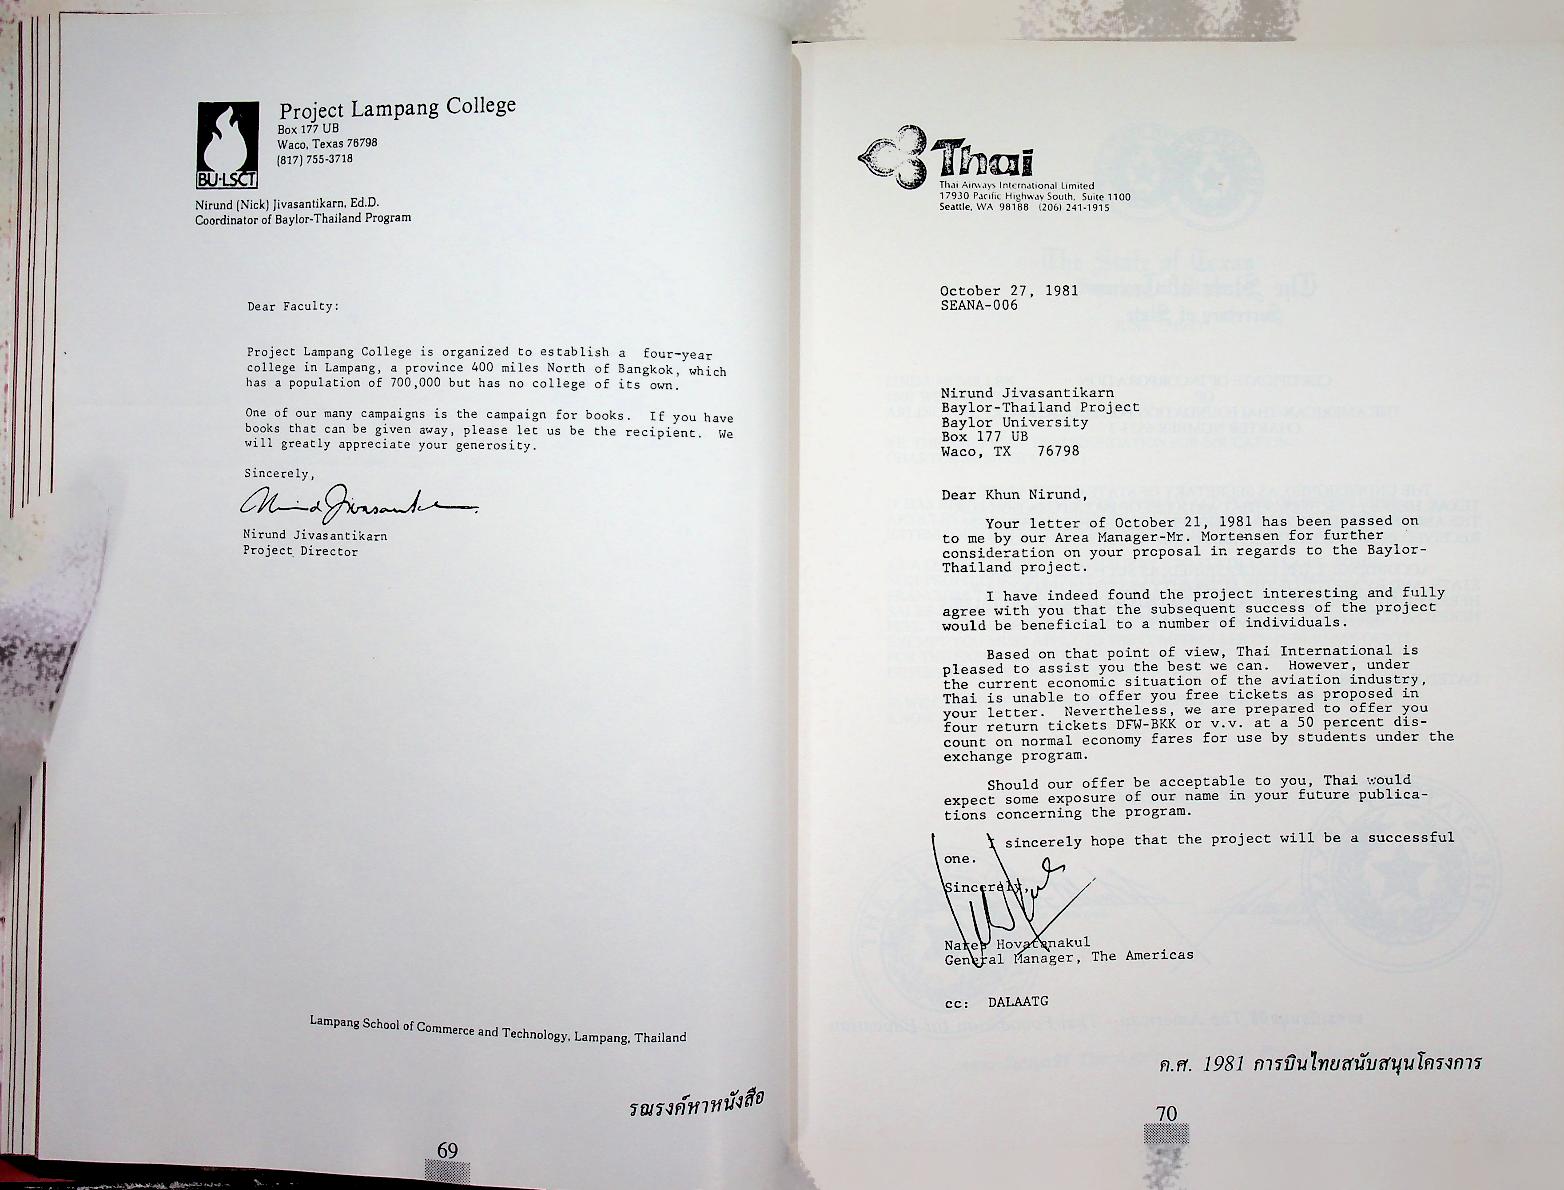 Project Lampang College
Box 177 UB
Waco, Texas 76798
(817) 755-3718
BU-LSCT
Nirund (Nick) Jivasantikarn, Ed.D.
Coordinator of Baylor-Thailand Program
Dear Faculty:
Project Lampang College is organized to establish a four-year
college in Lampang, a province 400 miles North of Bangkok, which
has a population of 700,000 but has no college of its own.
One of our many campaigns is the campaign for books. If you have
books that can be given away, please let us be the recipient. We
will greatly appreciate your generosity.
Sincerely,
Nirund Jivasantikarn
Project Director
Lampang School of Commerce and Technology, Lampang, Thailand
รณรงค์หาหนังสือ
69
Thai
Thai Airways International Limited
17930 Pacific Highway South, Suite 1100
Seattle, WA 98188 (206) 241-1915
October 27, 1981
SEANA-006
Nirund Jivasantikarn
Baylor-Thailand Project
Baylor University
Box 177 UB
Waco, TX 76798
Dear Khun Nirund,
Your letter of October 21, 1981 has been passed on
to me by our Area Manager-Mr. Mortensen for further
consideration on your proposal in regards to the Baylor-
Thailand project.
I have indeed found the project interesting and fully
agree with you that the subsequent success of the project
would be beneficial to a number of individuals.
Based on that point of view, Thai International is
pleased to assist you the best we can. However, under
the current economic situation of the aviation industry,
Thai is unable to offer you free tickets as proposed in
your letter. Nevertheless, we are prepared to offer you
four return tickets DFW-BKK or v.v. at a 50 percent dis-
count on normal economy fares for use by students under the
exchange program.
Should our offer be acceptable to you, Thai would
expect some exposure of our name in your future publica-
tions concerning the program.
I sincerely hope that the project will be a successful
one.
Sincerely,
Nares Hovatanakul
General Manager, The Americas
cc: DALAATG
ค.ศ. 1981 การบินไทยสนับสนุนโครงการ
70